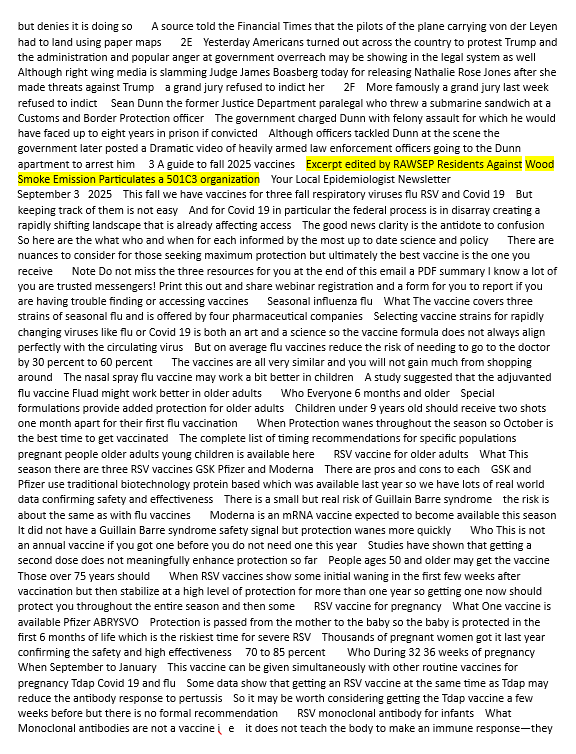 but denies it is doing so A source told the Financial Times that the pilots of the plane carrying von der Leyen
had to land using paper maps 2E Yesterday Americans turned out across the country to protest Trump and
the administration and popular anger at government overreach may be showing in the legal system as well
Although right wing media is slamming Judge James Boasberg today for releasing Nathalie Rose Jones after she
made threats against Trump a grand jury refused to indict her 2F More famously a grand jury last week
refused to indict Sean Dunn the former Justice Department paralegal who threw a submarine sandwich at a
Customs and Border Protection officer The government charged Dunn with felony assault for which he would
have faced up to eight years in prison if convicted Although officers tackled Dunn at the scene the
government later posted a Dramatic video of heavily armed law enforcement officers going to the Dunn
apartment to arrest him 3 A guide to fall 2025 vaccines Excerpt edited by RAWSEP Residents Against Wood
Smoke Emission Particulates a 501C3 organization Your Local Epidemiologist Newsletter
September 3 2025 This fall we have vaccines for three fall respiratory viruses flu RSV and Covid 19 But
keeping track of them is not easy And for Covid 19 in particular the federal process is in disarray creating a
rapidly shifting landscape that is already affecting access The good news clarity is the antidote to confusion
So here are the what who and when for each informed by the most up to date science and policy There are
nuances to consider for those seeking maximum protection but ultimately the best vaccine is the one you
receive Note Do not miss the three resources for you at the end of this email a PDF summary I know a lot of
you are trusted messengers! Print this out and share webinar registration and a form for you to report if you
are having trouble finding or accessing vaccines Seasonal influenza flu What The vaccine covers three
strains of seasonal flu and is offered by four pharmaceutical companies Selecting vaccine strains for rapidly
changing viruses like flu or Covid 19 is both an art and a science so the vaccine formula does not always align
perfectly with the circulating virus But on average flu vaccines reduce the risk of needing to go to the doctor
by 30 percent to 60 percent The vaccines are all very similar and you will not gain much from shopping
around The nasal spray flu vaccine may work a bit better in children A study suggested that the adjuvanted
flu vaccine Fluad might work better in older adults Who Everyone 6 months and older Special
formulations provide added protection for older adults Children under 9 years old should receive two shots
one month apart for their first flu vaccination When Protection wanes throughout the season so October is
the best time to get vaccinated The complete list of timing recommendations for specific populations
pregnant people older adults young children is available here RSV vaccine for older adults What This
season there are three RSV vaccines GSK Pfizer and Moderna There are pros and cons to each GSK and
Pfizer use traditional biotechnology protein based which was available last year so we have lots of real world
data confirming safety and effectiveness There is a small but real risk of Guillain Barre syndrome the risk is
about the same as with flu vaccines Moderna is an mRNA vaccine expected to become available this season
It did not have a Guillain Barre syndrome safety signal but protection wanes more quickly Who This is not
an annual vaccine if you got one before you do not need one this year Studies have shown that getting a
second dose does not meaningfully enhance protection so far People ages 50 and older may get the vaccine
Those over 75 years should When RSV vaccines show some initial waning in the first few weeks after
vaccination but then stabilize at a high level of protection for more than one year so getting one now should
protect you throughout the entire season and then some RSV vaccine for pregnancy What One vaccine is
available Pfizer ABRYSVO Protection is passed from the mother to the baby so the baby is protected in the
first 6 months of life which is the riskiest time for severe RSV Thousands of pregnant women got it last year
confirming the safety and high effectiveness 70 to 85 percent Who During 32 36 weeks of pregnancy
When September to January This vaccine can be given simultaneously with other routine vaccines for
pregnancy Tdap Covid 19 and flu Some data show that getting an RSV vaccine at the same time as Tdap may
reduce the antibody response to pertussis So it may be worth considering getting the Tdap vaccine a few
weeks before but there is no formal recommendation RSV monoclonal antibody for infants What
Monoclonal antibodies are not a vaccine i e it does not teach the body to make an immune response—they